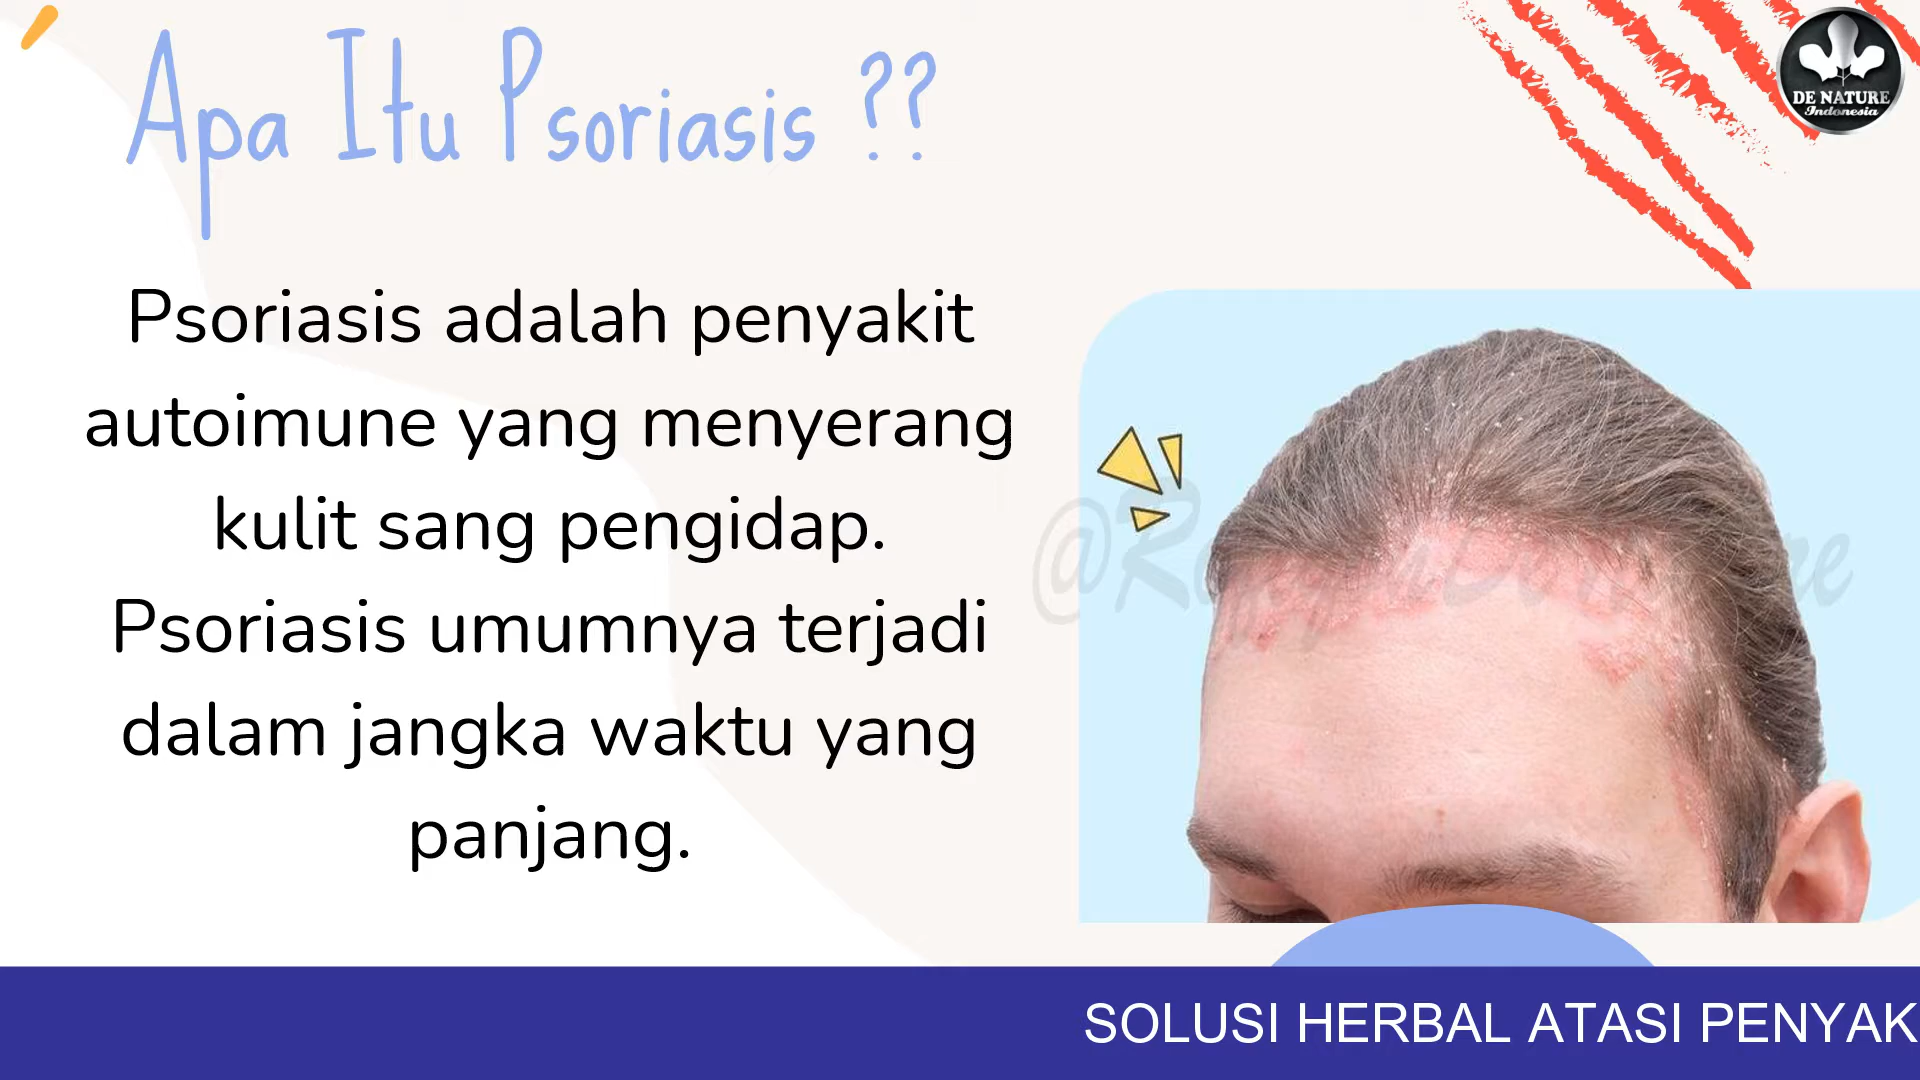 Apa Itu Psoriasis ??
DE NATURE
Indonesia
Psoriasis adalah penyakit
autoimune yang menyerang
kulit sang pengidap.
Psoriasis umumnya terjadi
dalam jangka waktu yang
panjang.
SOLUSI HERBAL ATASI PENYAK